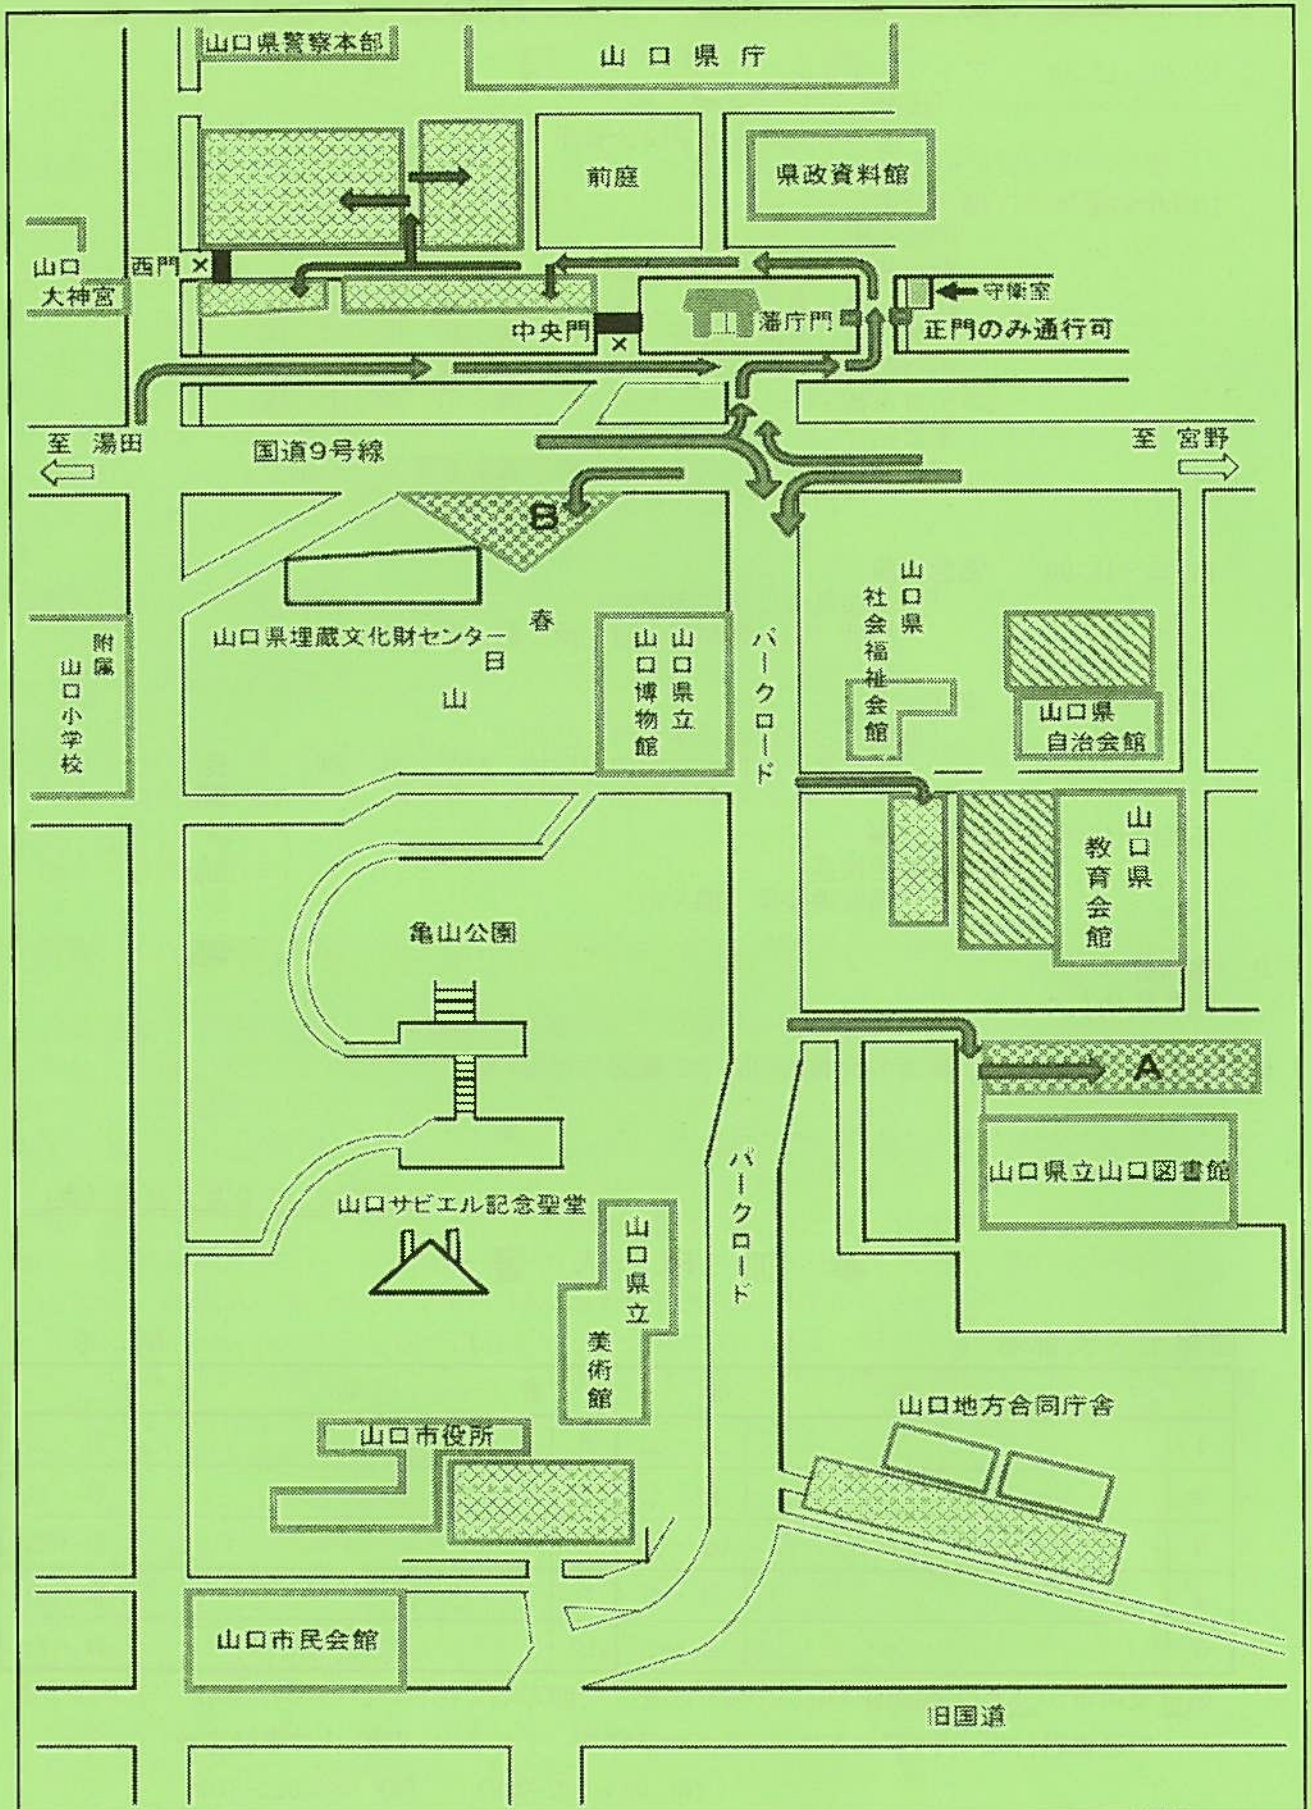 山口県警察本部
山口県庁
前庭
県政資料館
山口
大神宮
西門 ×
守衛室
中央門
×
藩庁門
正門のみ通行可
至 湯田
国道9号線
至 宮野
B
山口県埋蔵文化財センター
春
日
山
附属
山口小学校
山口県立
山口博物館
パークロード
山口県
社会福祉会館
山口県
自治会館
山口県
教育会館
亀山公園
A
山口県立山口図書館
パークロード
山口サビエル記念聖堂
山口県立
美術館
山口市役所
山口地方合同庁舎
山口市民会館
旧国道